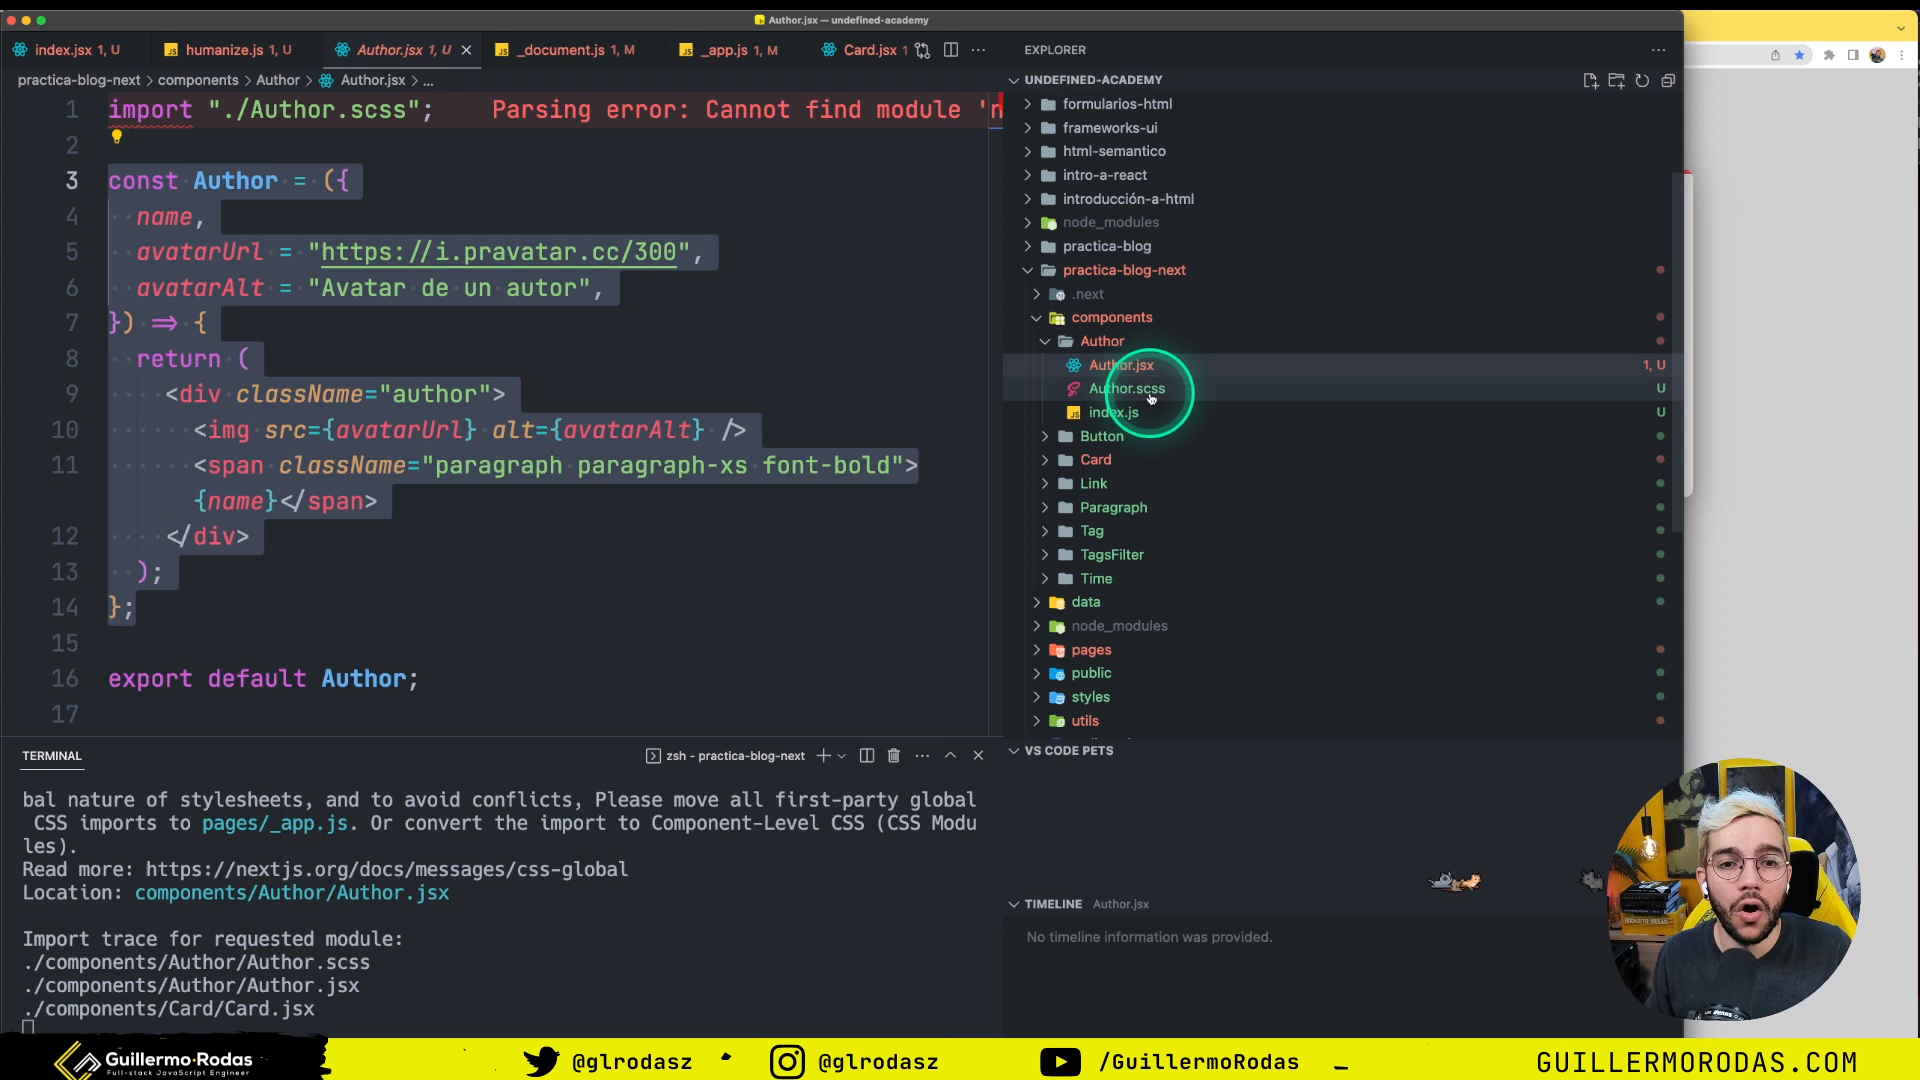 Author.jsx — undefined-academy
index.jsx 1, U
humanize.js 1, U
Author.jsx 1, U
_document.js 1, M
_app.js 1, M
Card.jsx 1
practica-blog-next > components > Author > Author.jsx > ...
1 import "./Author.scss"; Parsing error: Cannot find module 'n
2
3 const Author = ({
4 name,
5 avatarUrl = "https://i.pravatar.cc/300",
6 avatarAlt = "Avatar de un autor",
7 }) => {
8 return (
9 <div className="author">
10 <img src={avatarUrl} alt={avatarAlt} />
11 <span className="paragraph paragraph-xs font-bold">
{name}</span>
12 </div>
13 );
14 };
15
16 export default Author;
17
TERMINAL
zsh - practica-blog-next
bal nature of stylesheets, and to avoid conflicts, Please move all first-party global
CSS imports to pages/_app.js. Or convert the import to Component-Level CSS (CSS Modu
les).
Read more: https://nextjs.org/docs/messages/css-global
Location: components/Author/Author.jsx
Import trace for requested module:
./components/Author/Author.scss
./components/Author/Author.jsx
./components/Card/Card.jsx
EXPLORER
UNDEFINED-ACADEMY
formularios-html
frameworks-ui
html-semantico
intro-a-react
introducción-a-html
node_modules
practica-blog
practica-blog-next
.next
components
Author
Author.jsx 1, U
Author.scss U
index.js U
Button
Card
Link
Paragraph
Tag
TagsFilter
Time
data
node_modules
pages
public
styles
utils
VS CODE PETS
TIMELINE Author.jsx
No timeline information was provided.
Guillermo·Rodas
Full-stack JavaScript Engineer
@glrodasz
@glrodasz
/GuillermoRodas
GUILLERMORODAS.COM